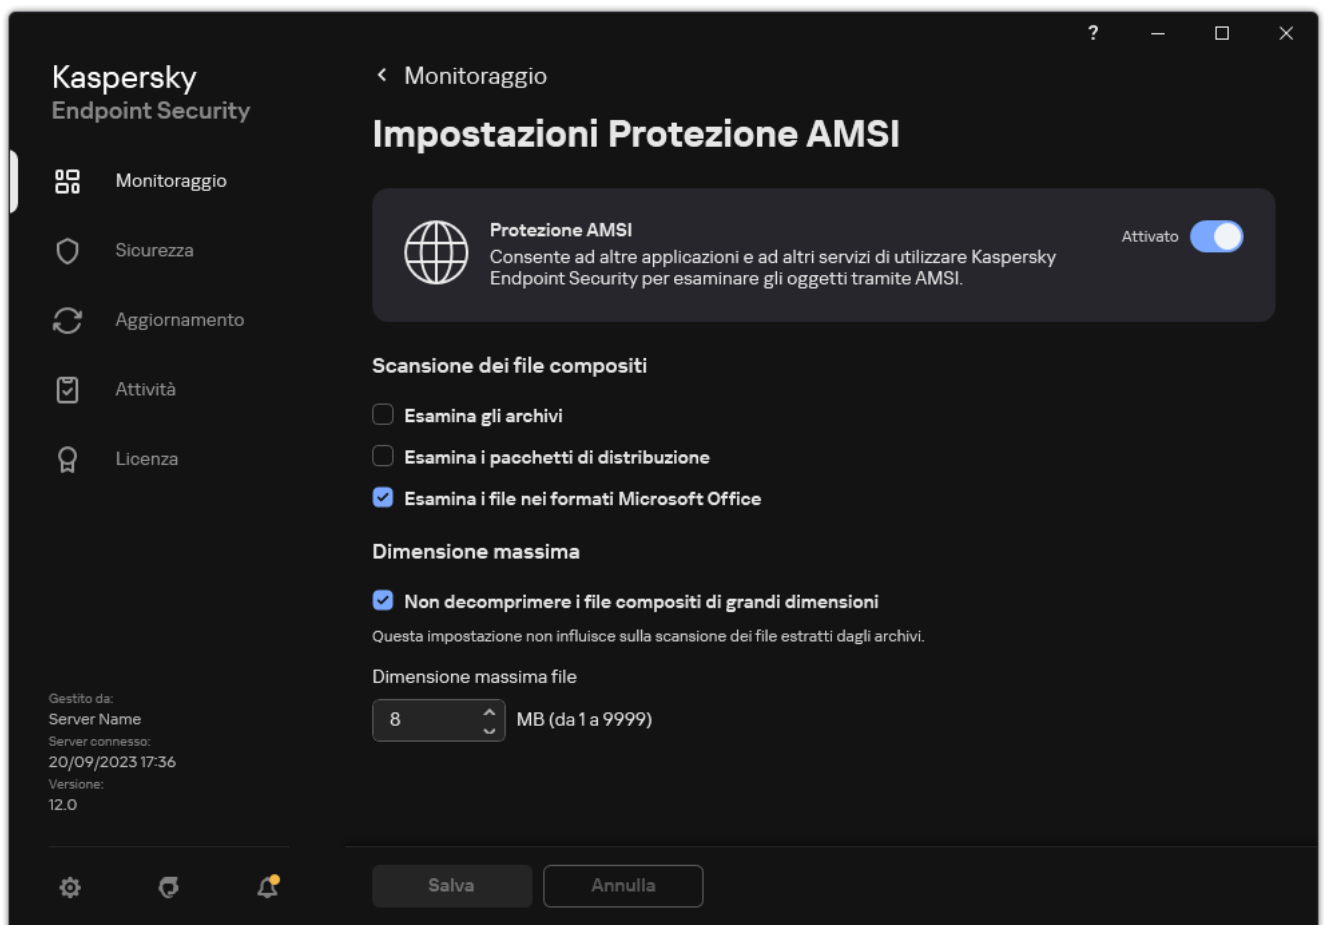 ?
Kaspersky
Endpoint Security
Monitoraggio
Sicurezza
Aggiornamento
Attività
Licenza
Gestito da:
Server Name
Server connesso:
20/09/2023 17:36
Versione:
12.0
Monitoraggio
Impostazioni Protezione AMSI
Protezione AMSI
Consente ad altre applicazioni e ad altri servizi di utilizzare Kaspersky
Endpoint Security per esaminare gli oggetti tramite AMSI.
Attivato
Scansione dei file compositi
Esamina gli archivi
Esamina i pacchetti di distribuzione
Esamina i file nei formati Microsoft Office
Dimensione massima
Non decomprimere i file compositi di grandi dimensioni
Questa impostazione non influisce sulla scansione dei file estratti dagli archivi.
Dimensione massima file
8 MB (da 1 a 9999)
Salva Annulla